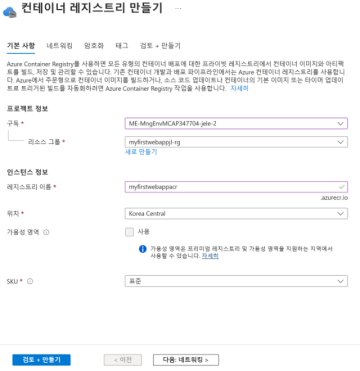 컨테이너 레지스트리 만들기 ...
기본 사항 네트워킹 암호화 태그 검토 + 만들기
Azure Container Registry를 사용하면 모든 유형의 컨테이너 배포에 대한 프라이빗 레지스트리에서 컨테이너 이미지와 아티팩
트를 빌드, 저장 및 관리할 수 있습니다. 기존 컨테이너 개발과 배포 파이프라인에서는 Azure 컨테이너 레지스트리를 사용합니
다. Azure에서 주문형으로 컨테이너 이미지를 빌드하거나, 소스 코드 업데이트나 컨테이너의 기본 이미지 또는 타이머 업데이
트로 트리거된 빌드를 자동화하려면 Azure Container Registry 작업을 사용합니다. 자세히
프로젝트 정보
구독 * ME-MngEnvMCAP347704-jele-2
리소스 그룹 * myfirstwebappjl-rg
새로 만들기
인스턴스 정보
레지스트리 이름 * myfirstwebappacr
.azurecr.io
위치 * Korea Central
가용성 영역 사용
가용성 영역은 프리미엄 레지스트리 및 가용성 영역을 지원하는 지역에서
사용할 수 있습니다. 자세히
SKU * 표준
검토 + 만들기 < 이전 다음: 네트워킹 >